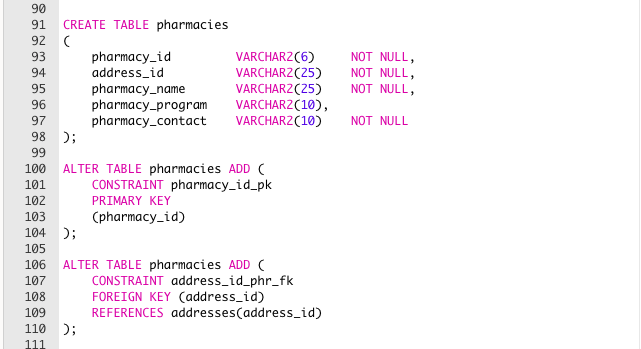 90
91 CREATE TABLE pharmacies
92 (
93 pharmacy_id VARCHAR2(6) NOT NULL,
94 address_id VARCHAR2(25) NOT NULL,
95 pharmacy_name VARCHAR2(25) NOT NULL,
96 pharmacy_program VARCHAR2(10),
97 pharmacy_contact VARCHAR2(10) NOT NULL
98 );
99
100 ALTER TABLE pharmacies ADD (
101 CONSTRAINT pharmacy_id_pk
102 PRIMARY KEY
103 (pharmacy_id)
104 );
105
106 ALTER TABLE pharmacies ADD (
107 CONSTRAINT address_id_phr_fk
108 FOREIGN KEY (address_id)
109 REFERENCES addresses(address_id)
110 );
111